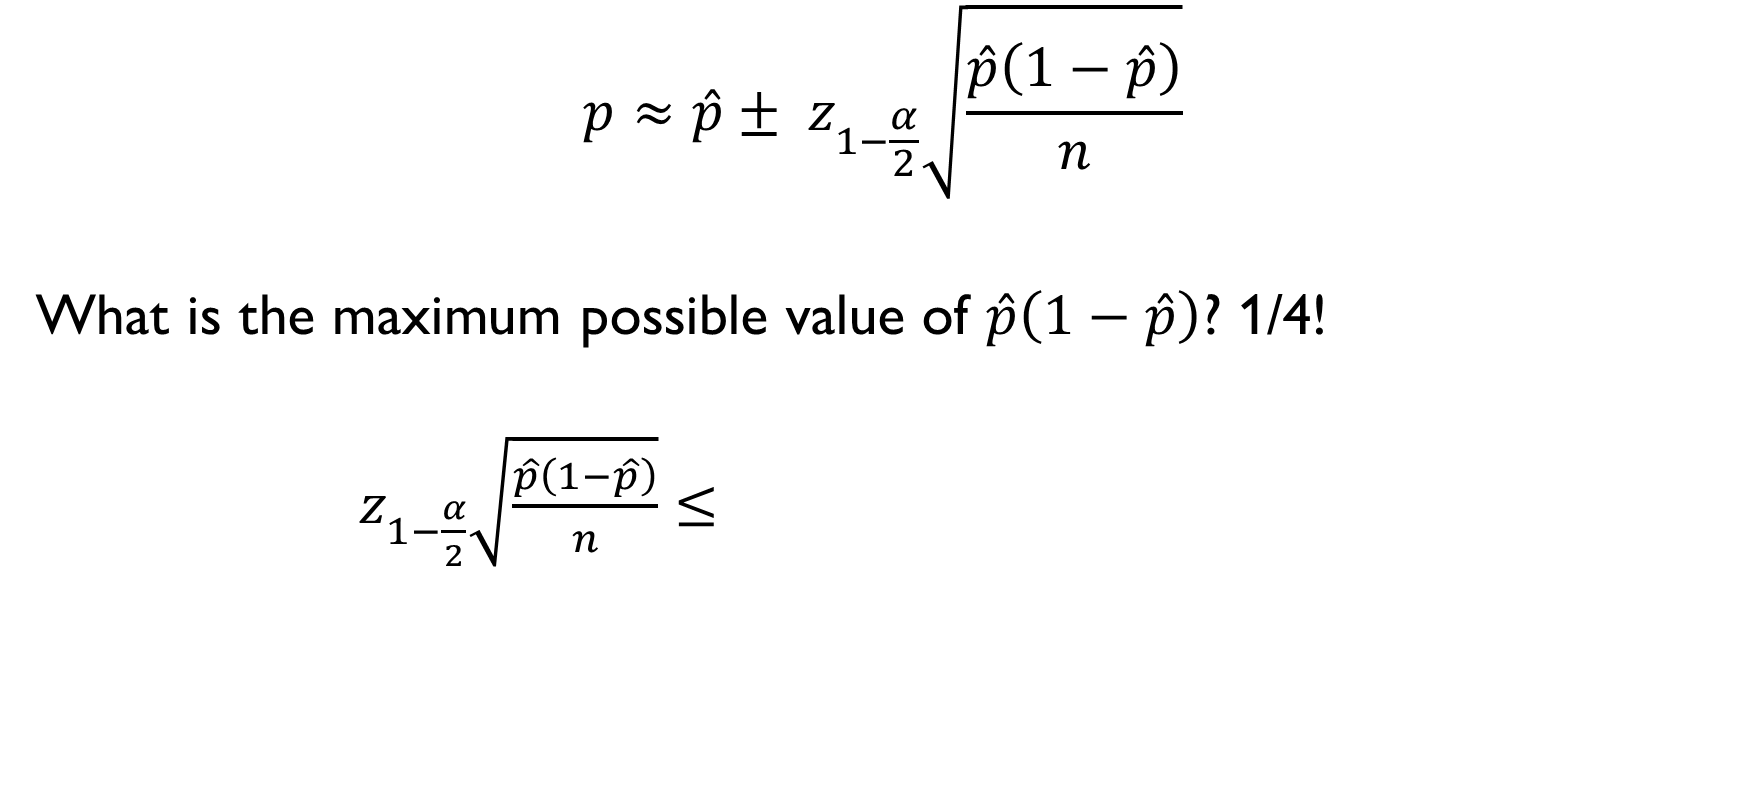 p ≈ p̂ ± z_{1−α/2}√(p̂(1 − p̂)/n)
What is the maximum possible value of p̂(1 − p̂)? 1/4!
z_{1−α/2}√(p̂(1−p̂)/n) ≤